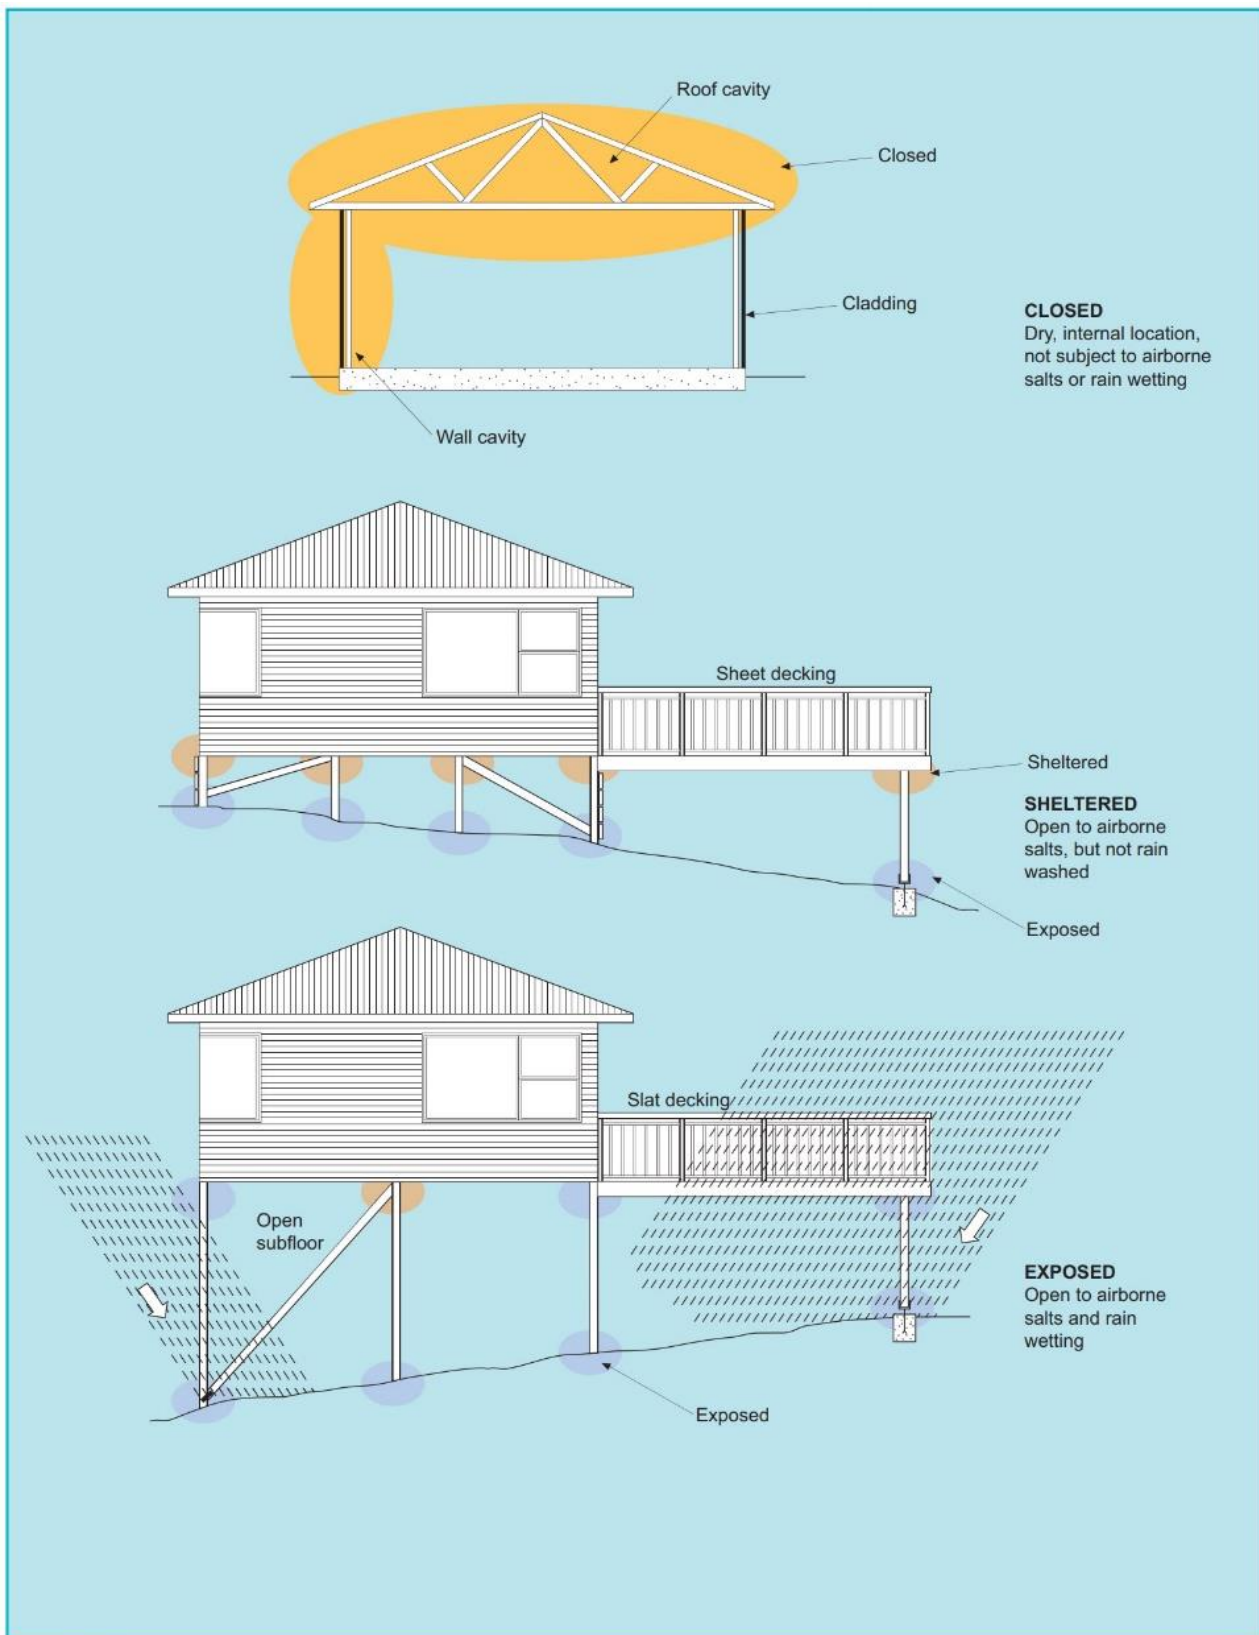 Roof cavity
Closed
Cladding
CLOSED
Dry, internal location,
not subject to airborne
salts or rain wetting
Wall cavity
Sheet decking
Sheltered
SHELTERED
Open to airborne
salts, but not rain
washed
Exposed
Slat decking
Open
subfloor
EXPOSED
Open to airborne
salts and rain
wetting
Exposed